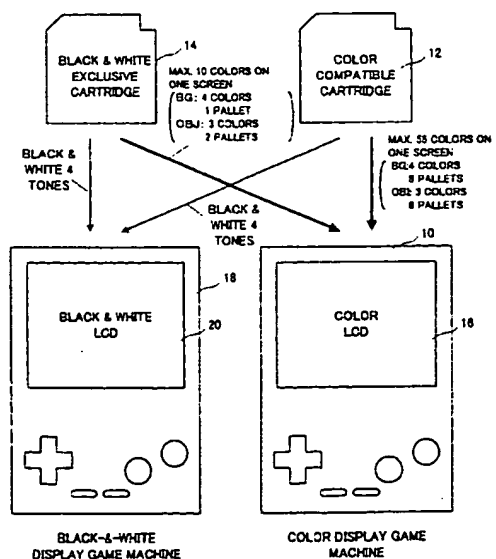 BLACK & WHITE
EXCLUSIVE
CARTRIDGE
14
MAX. 10 COLORS ON
ONE SCREEN
BG: 4 COLORS
1 PALLET
OBJ: 3 COLORS
2 PALLETS
COLOR
COMPATIBLE
CARTRIDGE
12
BLACK &
WHITE 4
TONES
BLACK &
WHITE 4
TONES
MAX. 56 COLORS ON
ONE SCREEN
BG:4 COLORS
8 PALLETS
OBJ: 3 COLORS
8 PALLETS
BLACK & WHITE
LCD
18
20
COLOR
LCD
10
16
BLACK-&-WHITE
DISPLAY GAME MACHINE
COLOR DISPLAY GAME
MACHINE